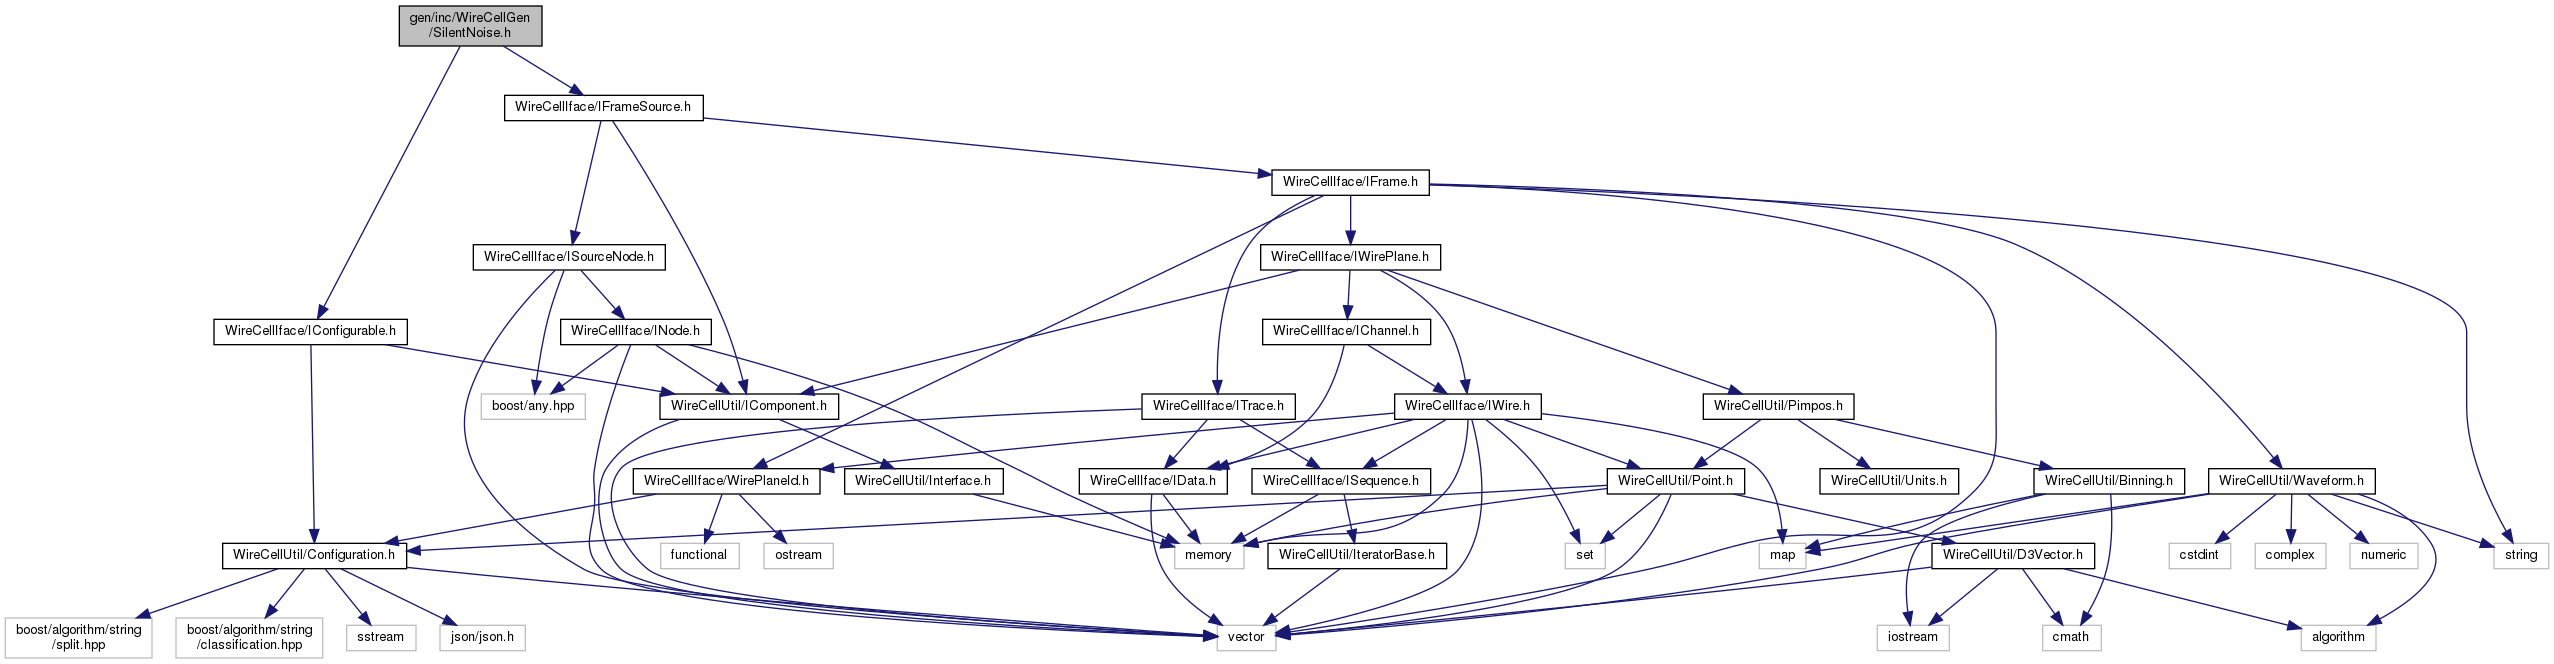 gen/inc/WireCellGen
/SilentNoise.h
WireCellIface/IFrameSource.h
WireCellIface/IFrame.h
WireCellIface/ISourceNode.h
WireCellIface/IWirePlane.h
WireCellIface/IConfigurable.h
WireCellIface/INode.h
WireCellIface/IChannel.h
boost/any.hpp
WireCellUtil/IComponent.h
WireCellIface/ITrace.h
WireCellIface/IWire.h
WireCellUtil/Pimpos.h
WireCellIface/WirePlaneId.h
WireCellUtil/Interface.h
WireCellIface/IData.h
WireCellIface/ISequence.h
WireCellUtil/Point.h
WireCellUtil/Units.h
WireCellUtil/Binning.h
WireCellUtil/Waveform.h
WireCellUtil/Configuration.h
functional
ostream
memory
WireCellUtil/IteratorBase.h
set
map
WireCellUtil/D3Vector.h
cstdint
complex
numeric
string
boost/algorithm/string
/split.hpp
boost/algorithm/string
/classification.hpp
sstream
json/json.h
vector
iostream
cmath
algorithm